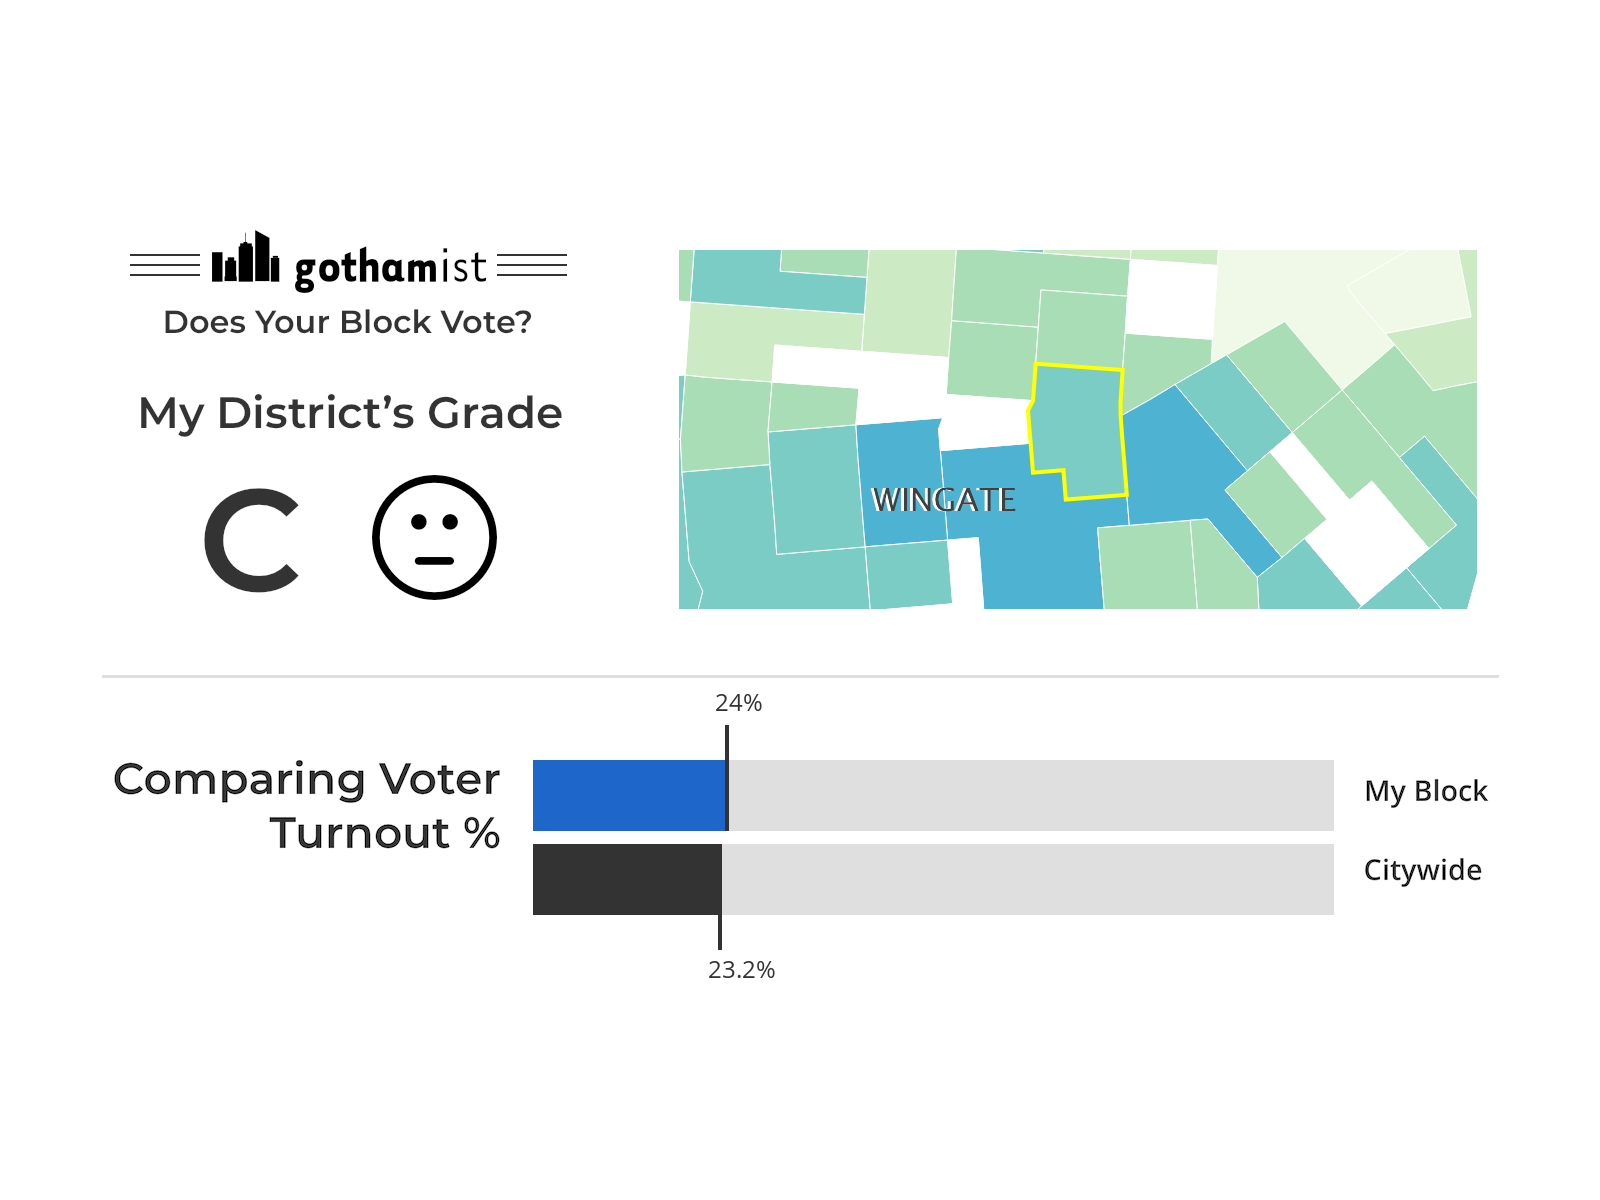 gothamist
Does Your Block Vote?
My District’s Grade
C
WINGATE
24%
Comparing Voter
Turnout %
My Block
Citywide
23.2%